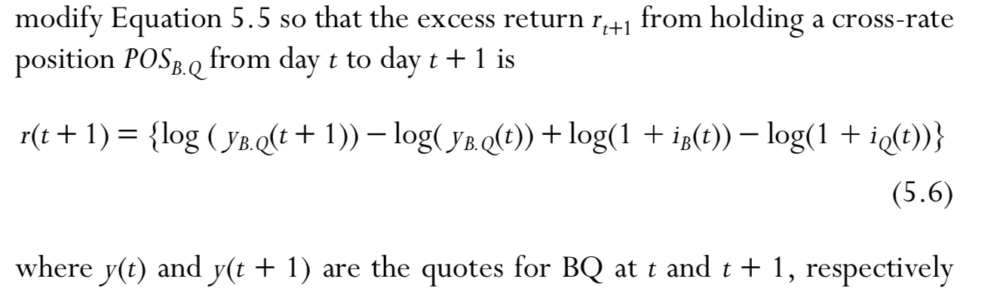 modify Equation 5.5 so that the excess return r_{t+1} from holding a cross-rate
position POS_{B.Q} from day t to day t + 1 is
r(t + 1) = {log ( y_{B.Q}(t + 1)) − log( y_{B.Q}(t)) + log(1 + i_B(t)) − log(1 + i_Q(t))}
(5.6)
where y(t) and y(t + 1) are the quotes for BQ at t and t + 1, respectively